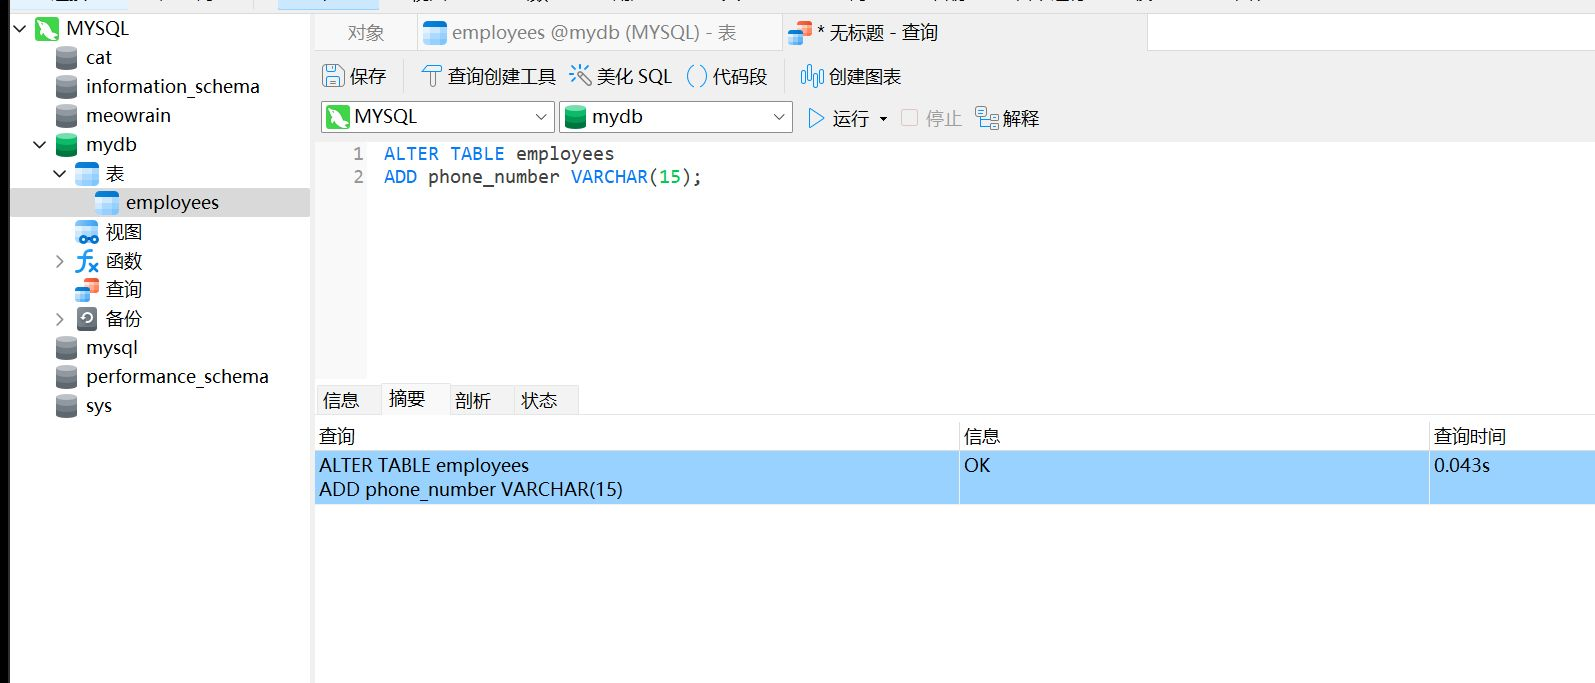 MYSQL
cat
information_schema
meowrain
mydb
表
employees
视图
函数
查询
备份
mysql
performance_schema
sys
对象
employees @mydb (MYSQL) - 表
* 无标题 - 查询
保存
查询创建工具
美化 SQL
() 代码段
创建图表
MYSQL
mydb
运行
停止
解释
1 ALTER TABLE employees
2 ADD phone_number VARCHAR(15);
信息 摘要 剖析 状态
查询 信息 查询时间
ALTER TABLE employees OK 0.043s
ADD phone_number VARCHAR(15)